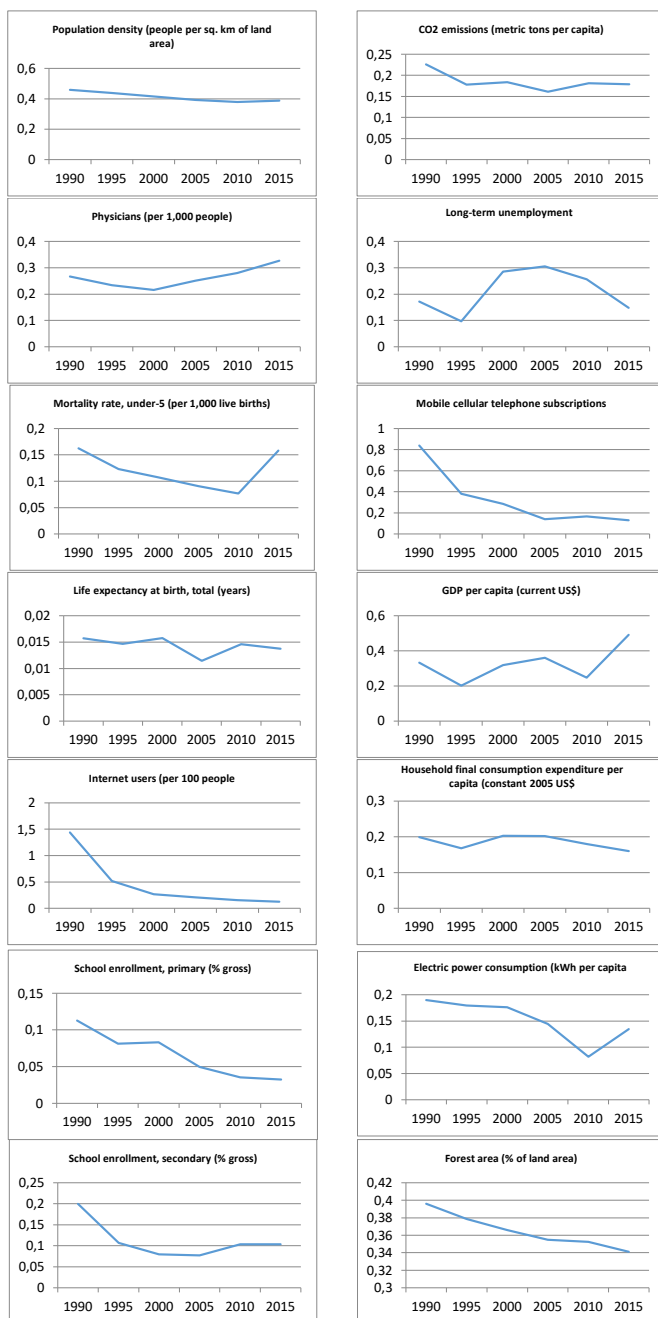 Population density (people per sq. km of land
area)
0,6
0,4
0,2
0
1990 1995 2000 2005 2010 2015
CO2 emissions (metric tons per capita)
0,25
0,2
0,15
0,1
0,05
0
1990 1995 2000 2005 2010 2015
Physicians (per 1,000 people)
0,4
0,3
0,2
0,1
0
1990 1995 2000 2005 2010 2015
Long-term unemployment
0,4
0,3
0,2
0,1
0
1990 1995 2000 2005 2010 2015
Mortality rate, under-5 (per 1,000 live births)
0,2
0,15
0,1
0,05
0
1990 1995 2000 2005 2010 2015
Mobile cellular telephone subscriptions
1
0,8
0,6
0,4
0,2
0
1990 1995 2000 2005 2010 2015
Life expectancy at birth, total (years)
0,02
0,015
0,01
0,005
0
1990 1995 2000 2005 2010 2015
GDP per capita (current US$)
0,6
0,4
0,2
0
1990 1995 2000 2005 2010 2015
Internet users (per 100 people
2
1,5
1
0,5
0
1990 1995 2000 2005 2010 2015
Household final consumption expenditure per
capita (constant 2005 US$
0,3
0,2
0,1
0
1990 1995 2000 2005 2010 2015
School enrollment, primary (% gross)
0,15
0,1
0,05
0
1990 1995 2000 2005 2010 2015
Electric power consumption (kWh per capita
0,2
0,15
0,1
0,05
0
1990 1995 2000 2005 2010 2015
School enrollment, secondary (% gross)
0,25
0,2
0,15
0,1
0,05
0
1990 1995 2000 2005 2010 2015
Forest area (% of land area)
0,42
0,4
0,38
0,36
0,34
0,32
0,3
1990 1995 2000 2005 2010 2015